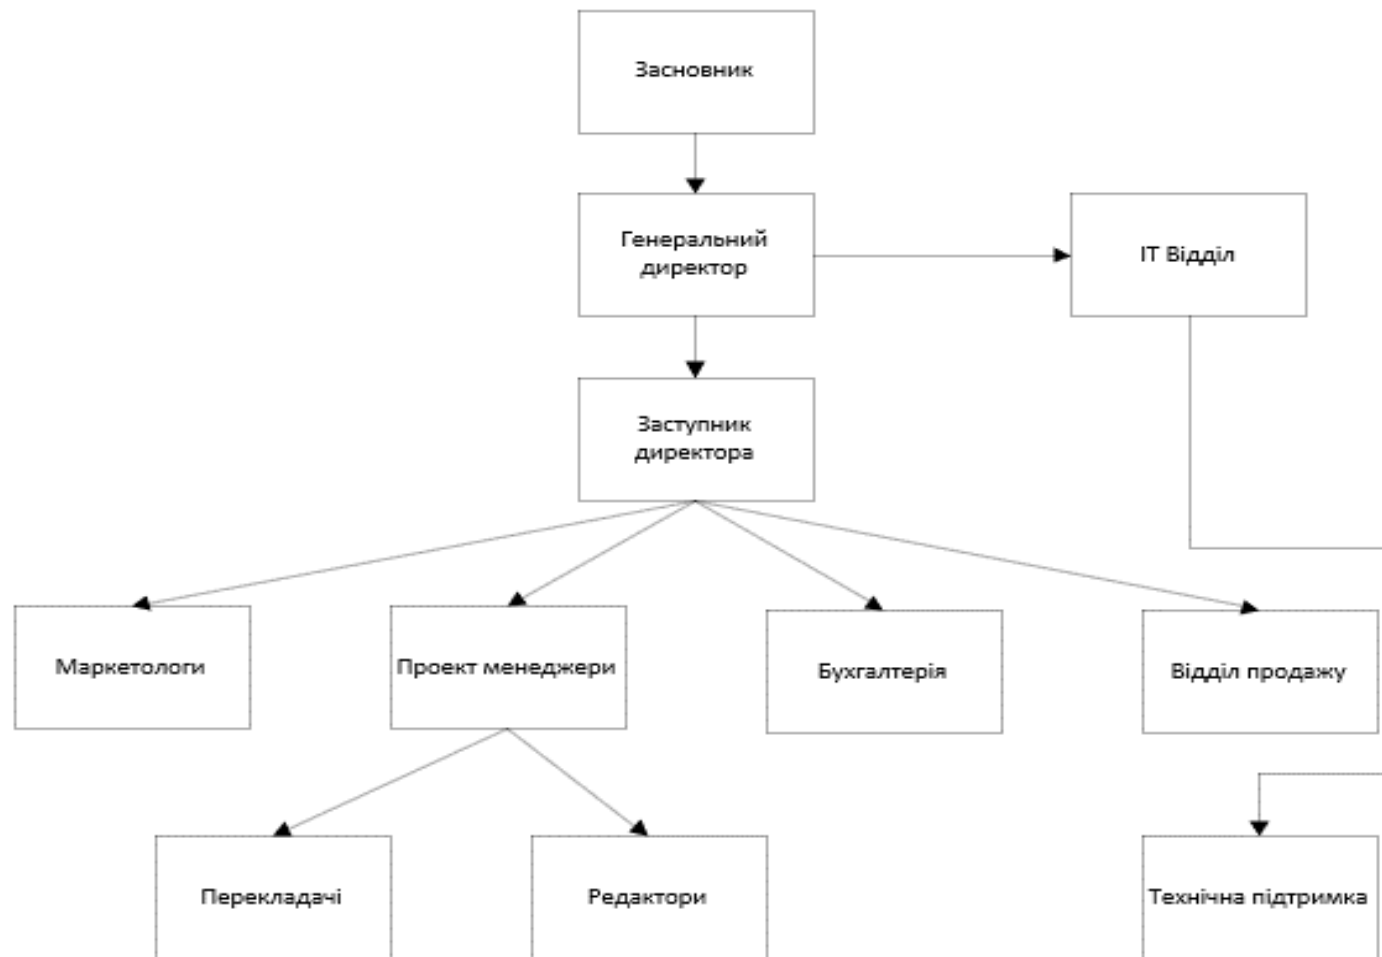 Засновник
Генеральний
директор
ІТ Відділ
Заступник
директора
Маркетологи
Проект менеджери
Бухгалтерія
Відділ продажу
Перекладачі
Редактори
Технічна підтримка